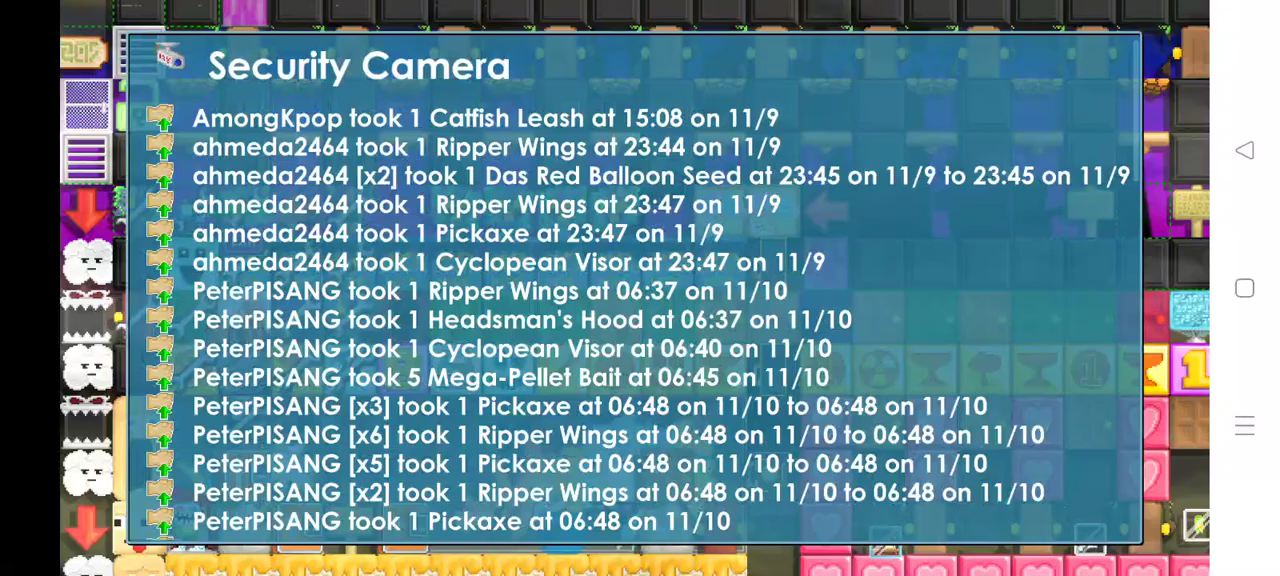 Security Camera
AmongKpop took 1 Catfish Leash at 15:08 on 11/9
ahmeda2464 took 1 Ripper Wings at 23:44 on 11/9
ahmeda2464 [x2] took 1 Das Red Balloon Seed at 23:45 on 11/9 to 23:45 on 11/9
ahmeda2464 took 1 Ripper Wings at 23:47 on 11/9
ahmeda2464 took 1 Pickaxe at 23:47 on 11/9
ahmeda2464 took 1 Cyclopean Visor at 23:47 on 11/9
PeterPISANG took 1 Ripper Wings at 06:37 on 11/10
PeterPISANG took 1 Headsman's Hood at 06:37 on 11/10
PeterPISANG took 1 Cyclopean Visor at 06:40 on 11/10
PeterPISANG took 5 Mega-Pellet Bait at 06:45 on 11/10
PeterPISANG [x3] took 1 Pickaxe at 06:48 on 11/10 to 06:48 on 11/10
PeterPISANG [x6] took 1 Ripper Wings at 06:48 on 11/10 to 06:48 on 11/10
PeterPISANG [x5] took 1 Pickaxe at 06:48 on 11/10 to 06:48 on 11/10
PeterPISANG [x2] took 1 Ripper Wings at 06:48 on 11/10 to 06:48 on 11/10
PeterPISANG took 1 Pickaxe at 06:48 on 11/10